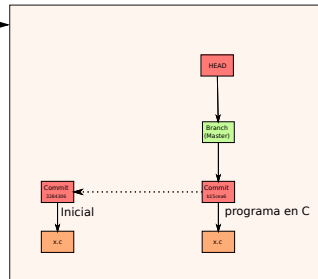 HEAD
Branch
(Master)
Commit
Commit
Inicial
programa en C
x.c
x.c